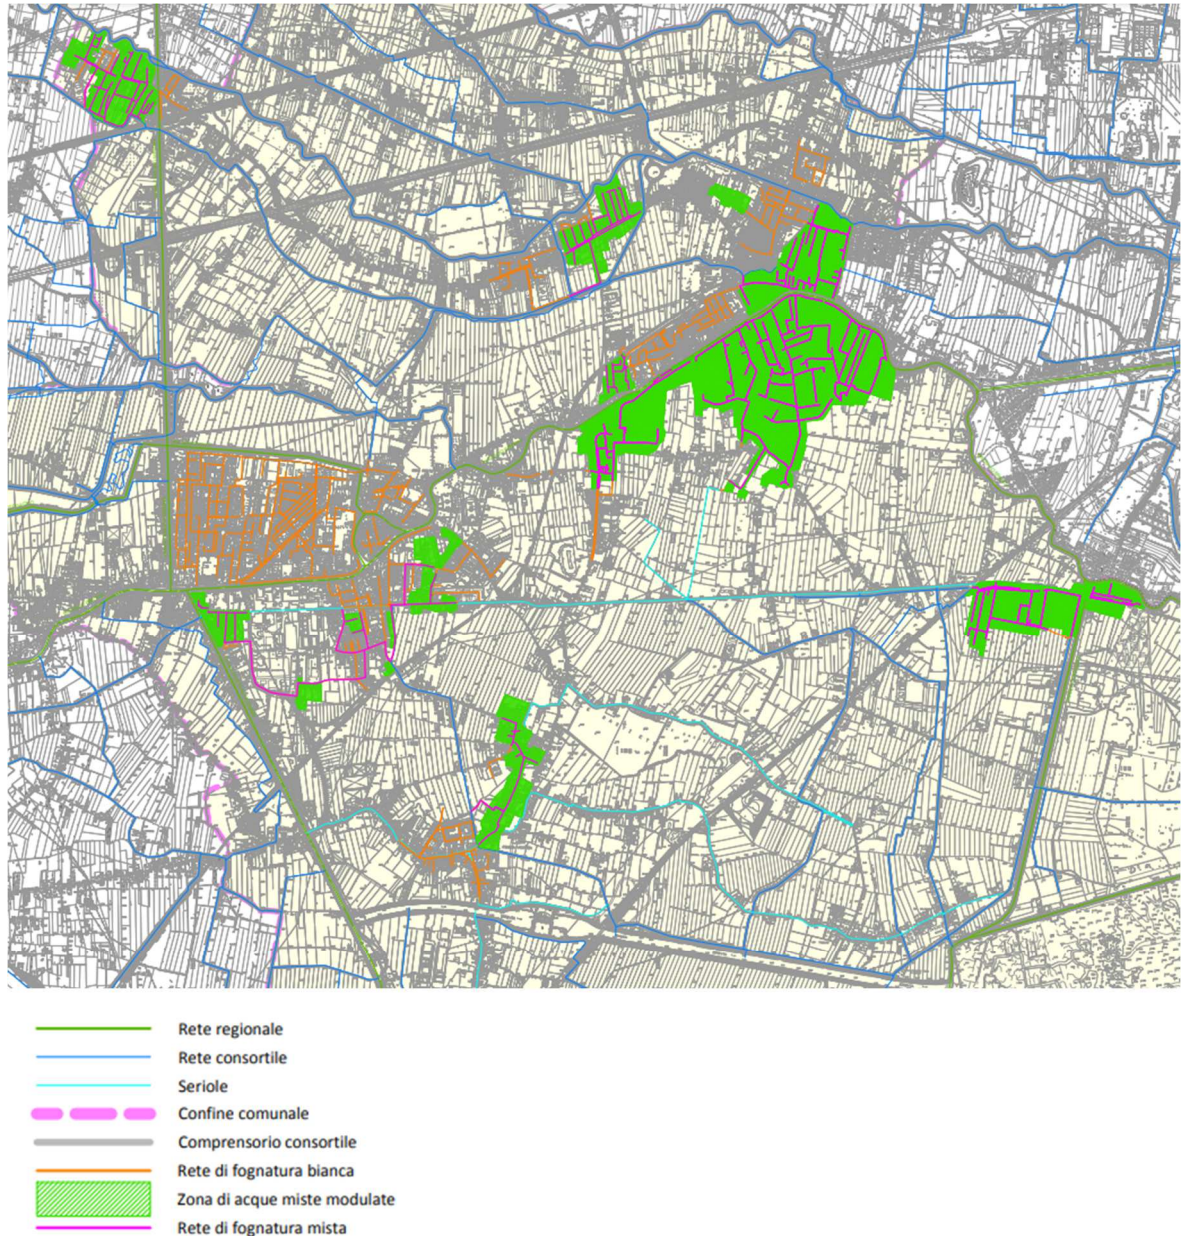 Rete regionale
Rete consortile
Seriole
Confine comunale
Comprensorio consortile
Rete di fognatura bianca
Zona di acque miste modulate
Rete di fognatura mista